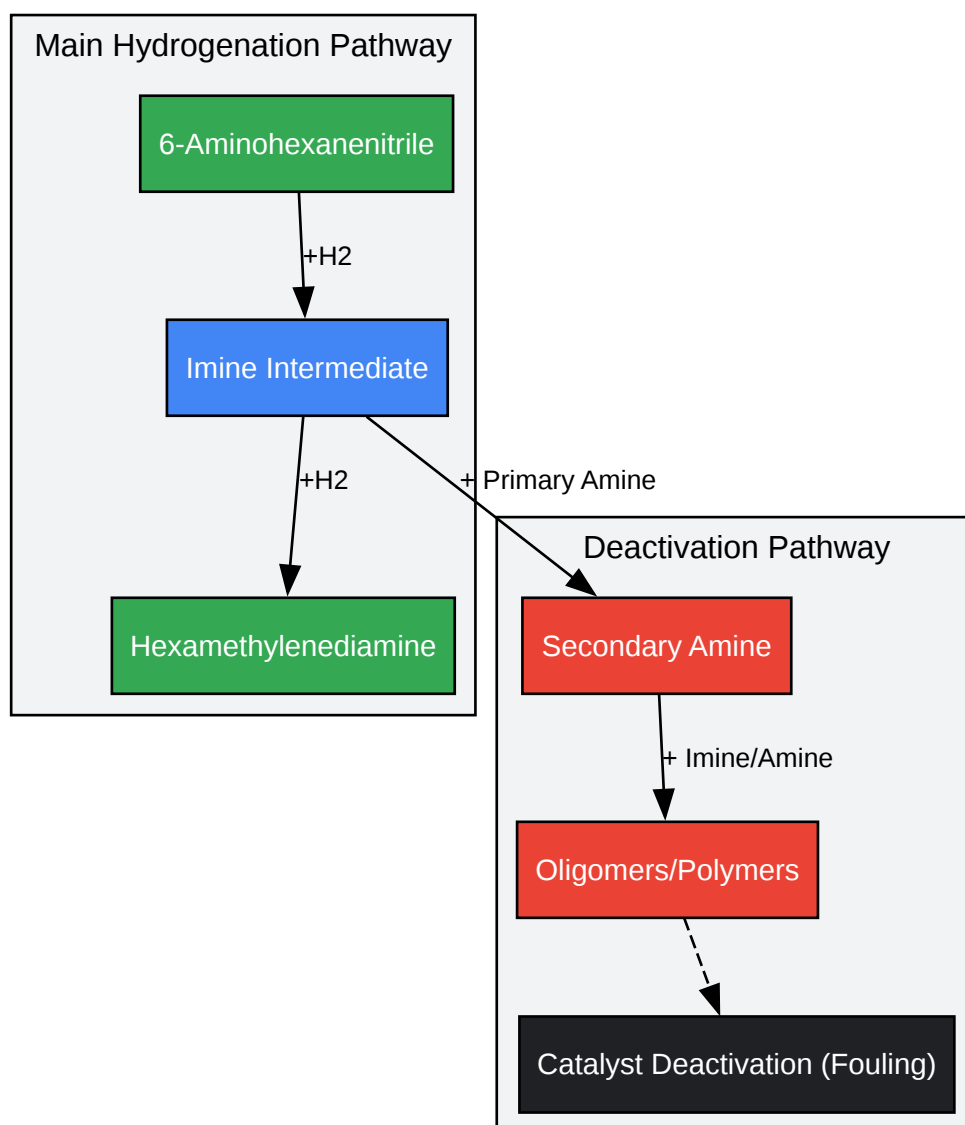 Main Hydrogenation Pathway
6-Aminohexanenitrile
+H2
Imine Intermediate
+H2
+ Primary Amine
Hexamethylenediamine
Deactivation Pathway
Secondary Amine
+ Imine/Amine
Oligomers/Polymers
Catalyst Deactivation (Fouling)